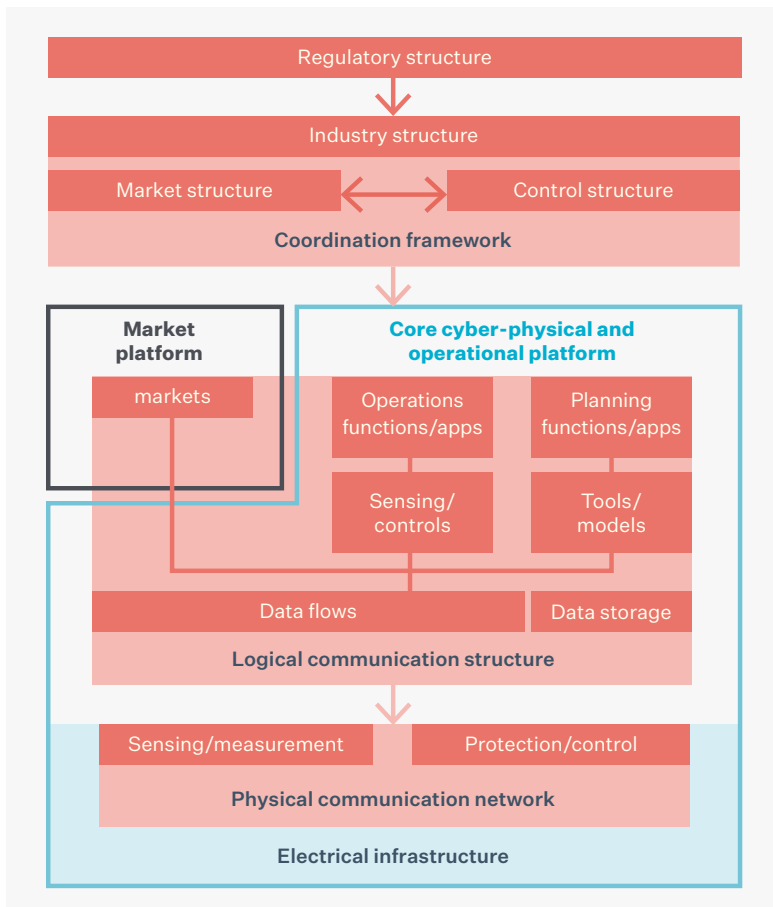 Regulatory structure
Industry structure
Market structure
Control structure
Coordination framework
Market
platform
Core cyber-physical and
operational platform
markets
Operations
functions/apps
Planning
functions/apps
Sensing/
controls
Tools/
models
Data flows
Data storage
Logical communication structure
Sensing/measurement
Protection/control
Physical communication network
Electrical infrastructure